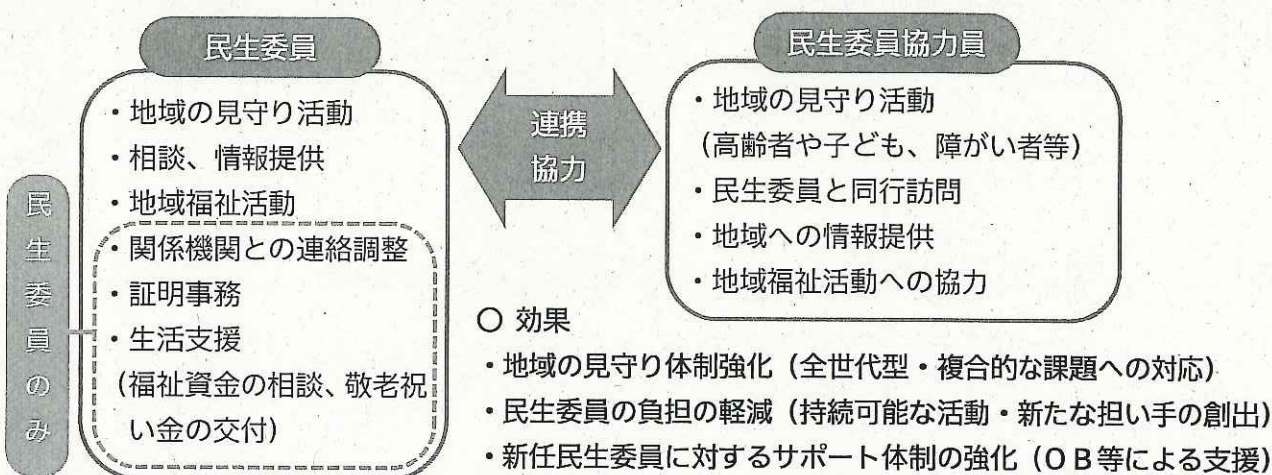 民生委員
・地域の見守り活動
・相談、情報提供
・地域福祉活動
・関係機関との連絡調整
・証明事務
・生活支援
(福祉資金の相談、敬老祝
い金の交付)
民生委員のみ
連携
協力
民生委員協力員
・地域の見守り活動
(高齢者や子ども、障がい者等)
・民生委員と同行訪問
・地域への情報提供
・地域福祉活動への協力
〇 効果
・地域の見守り体制強化(全世代型・複合的な課題への対応)
・民生委員の負担の軽減(持続可能な活動・新たな担い手の創出)
・新任民生委員に対するサポート体制の強化(OB等による支援)